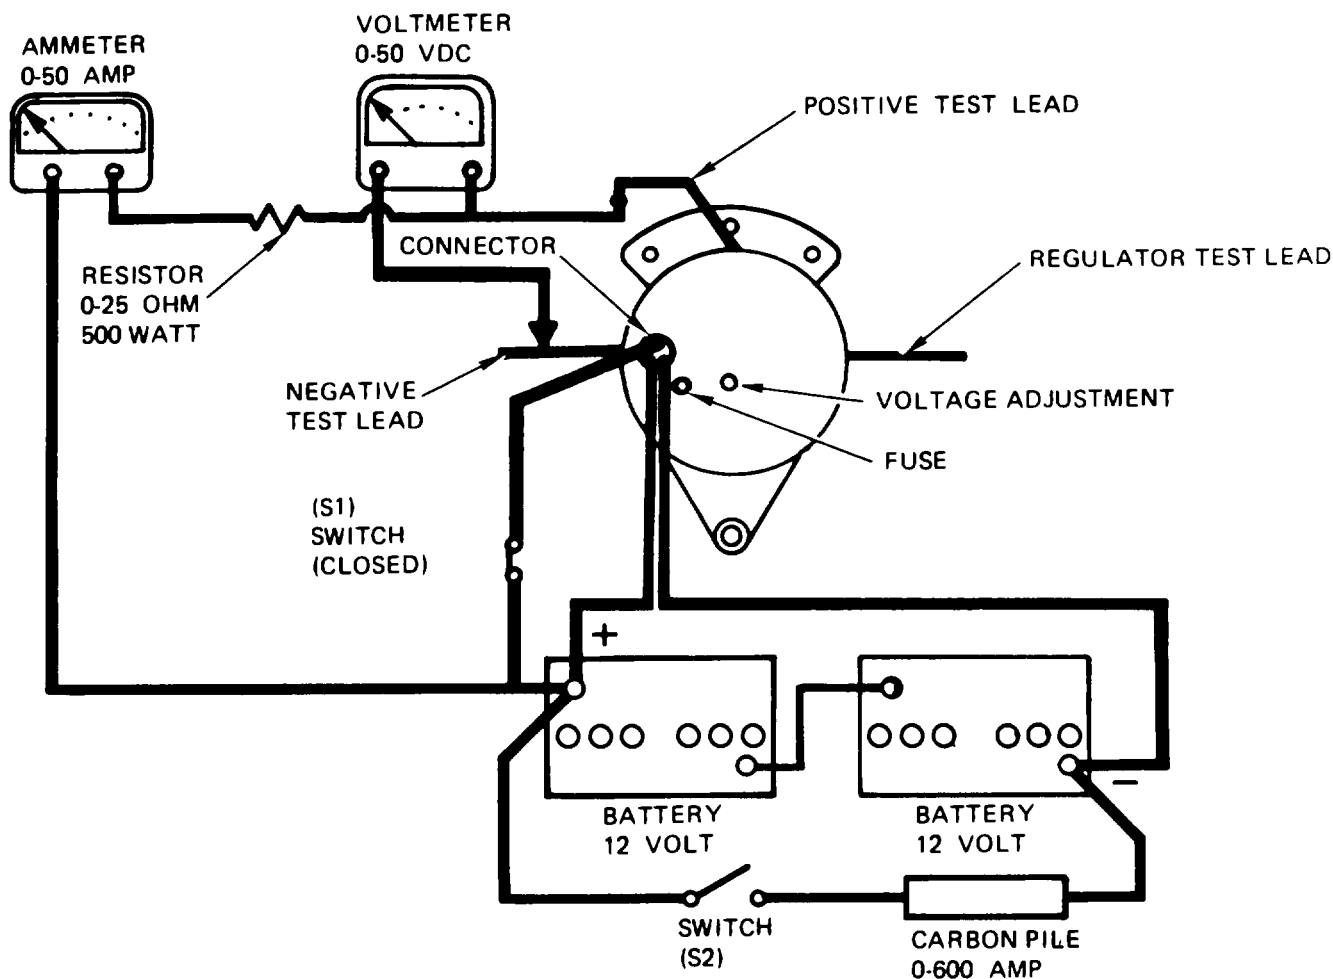 AMMETER
0-50 AMP
VOLTMETER
0-50 VDC
POSITIVE TEST LEAD
CONNECTOR
REGULATOR TEST LEAD
RESISTOR
0-25 OHM
500 WATT
NEGATIVE
TEST LEAD
VOLTAGE ADJUSTMENT
FUSE
(S1)
SWITCH
(CLOSED)
+
−
BATTERY
12 VOLT
BATTERY
12 VOLT
SWITCH
(S2)
CARBON PILE
0-600 AMP